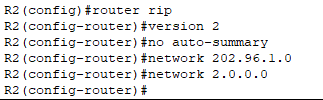 R2(config)#router rip
R2(config-router)#version 2
R2(config-router)#no auto-summary
R2(config-router)#network 202.96.1.0
R2(config-router)#network 2.0.0.0
R2(config-router)#